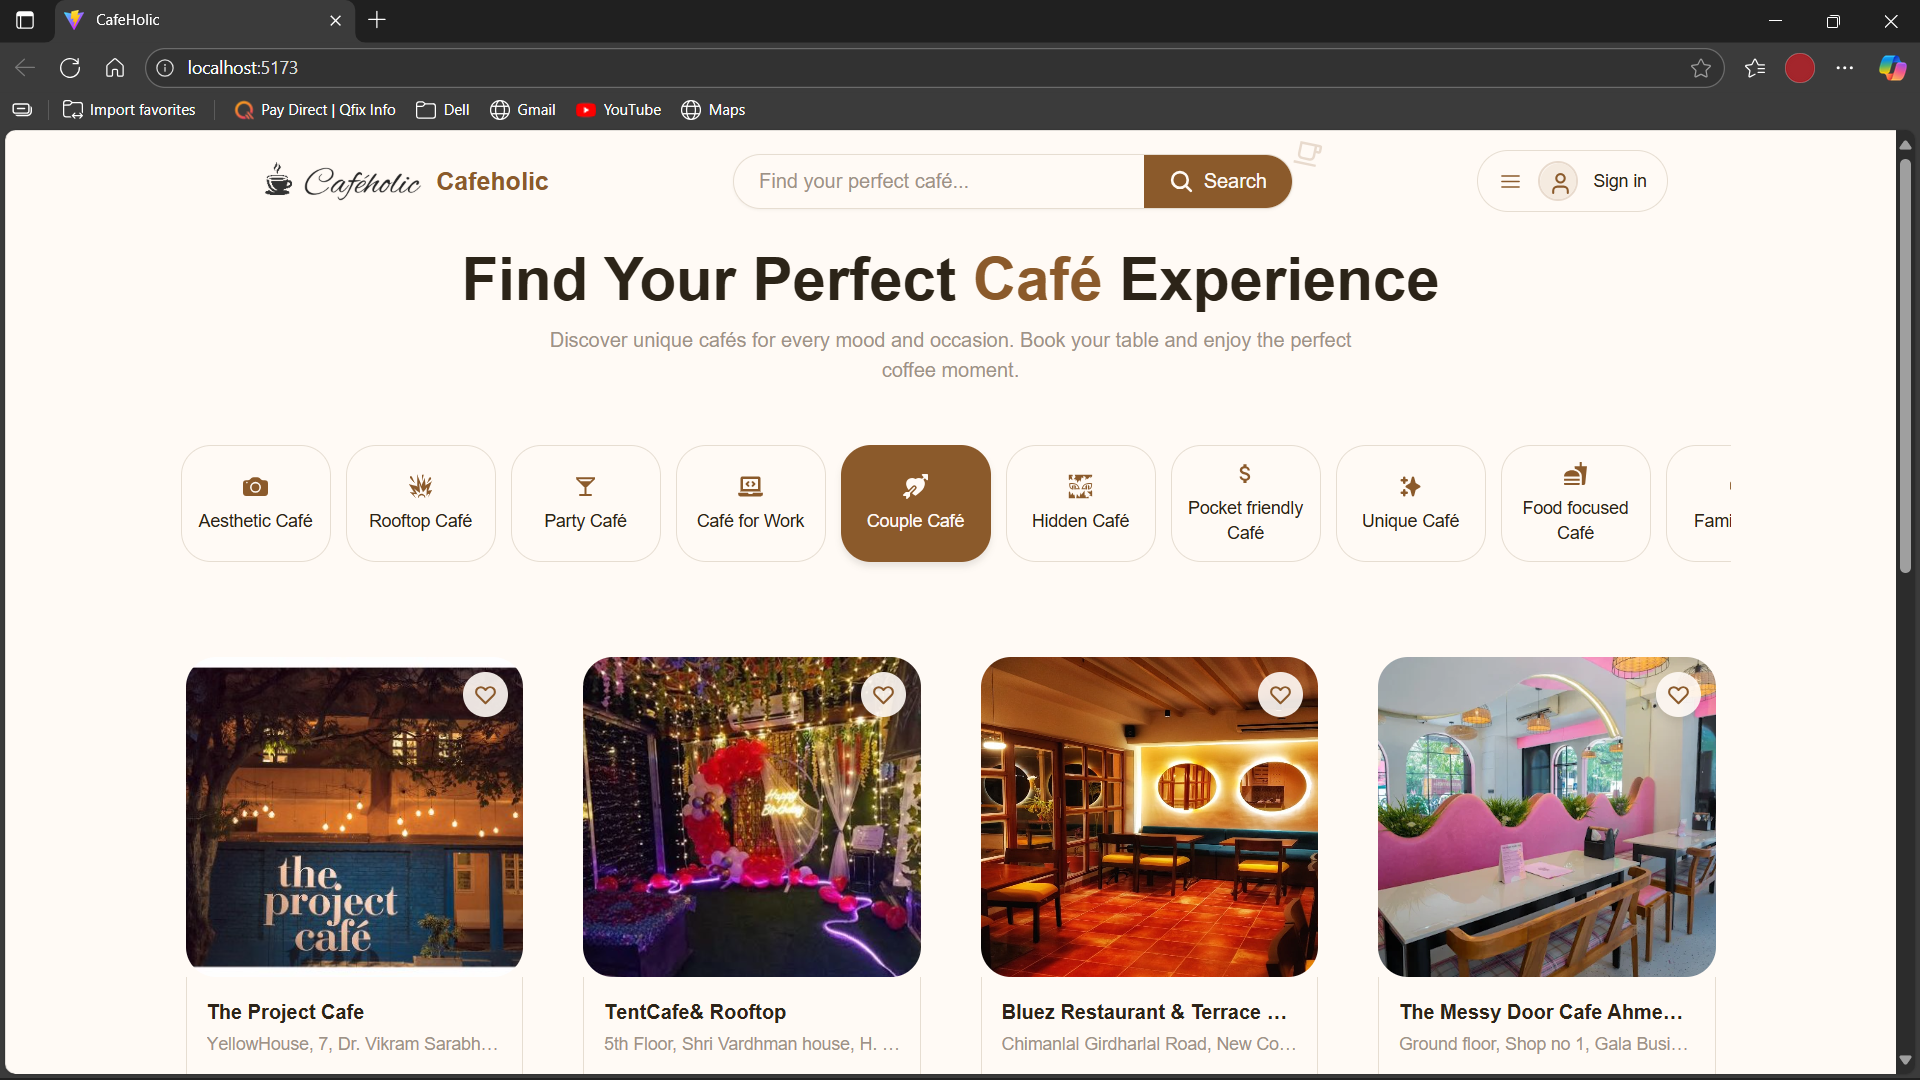 CafeHolic
localhost:5173
Import favorites
Pay Direct | Qfix Info
Dell
Gmail
YouTube
Maps
Caféholic
Cafeholic
Find your perfect café...
Search
Sign in
Find Your Perfect Café Experience
Discover unique cafés for every mood and occasion. Book your table and enjoy the perfect
coffee moment.
Aesthetic Café
Rooftop Café
Party Café
Café for Work
Couple Café
Hidden Café
Pocket friendly
Café
Unique Café
Food focused
Café
Fami
the
project
café
Happy
Birthday
The Project Cafe
TentCafe& Rooftop
Bluez Restaurant & Terrace ...
The Messy Door Cafe Ahme...
YellowHouse, 7, Dr. Vikram Sarabh...
5th Floor, Shri Vardhman house, H. ...
Chimanlal Girdharlal Road, New Co...
Ground floor, Shop no 1, Gala Busi...